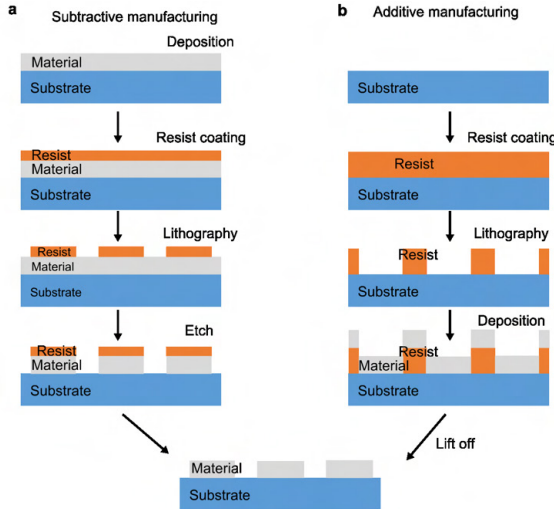 a
Subtractive manufacturing
Deposition
Material
Substrate
Resist coating
Resist
Material
Substrate
Lithography
Resist
Material
Substrate
Etch
Resist
Material
Substrate
b
Additive manufacturing
Substrate
Resist coating
Resist
Substrate
Lithography
Resist
Substrate
Deposition
Resist
Material
Substrate
Lift off
Material
Substrate